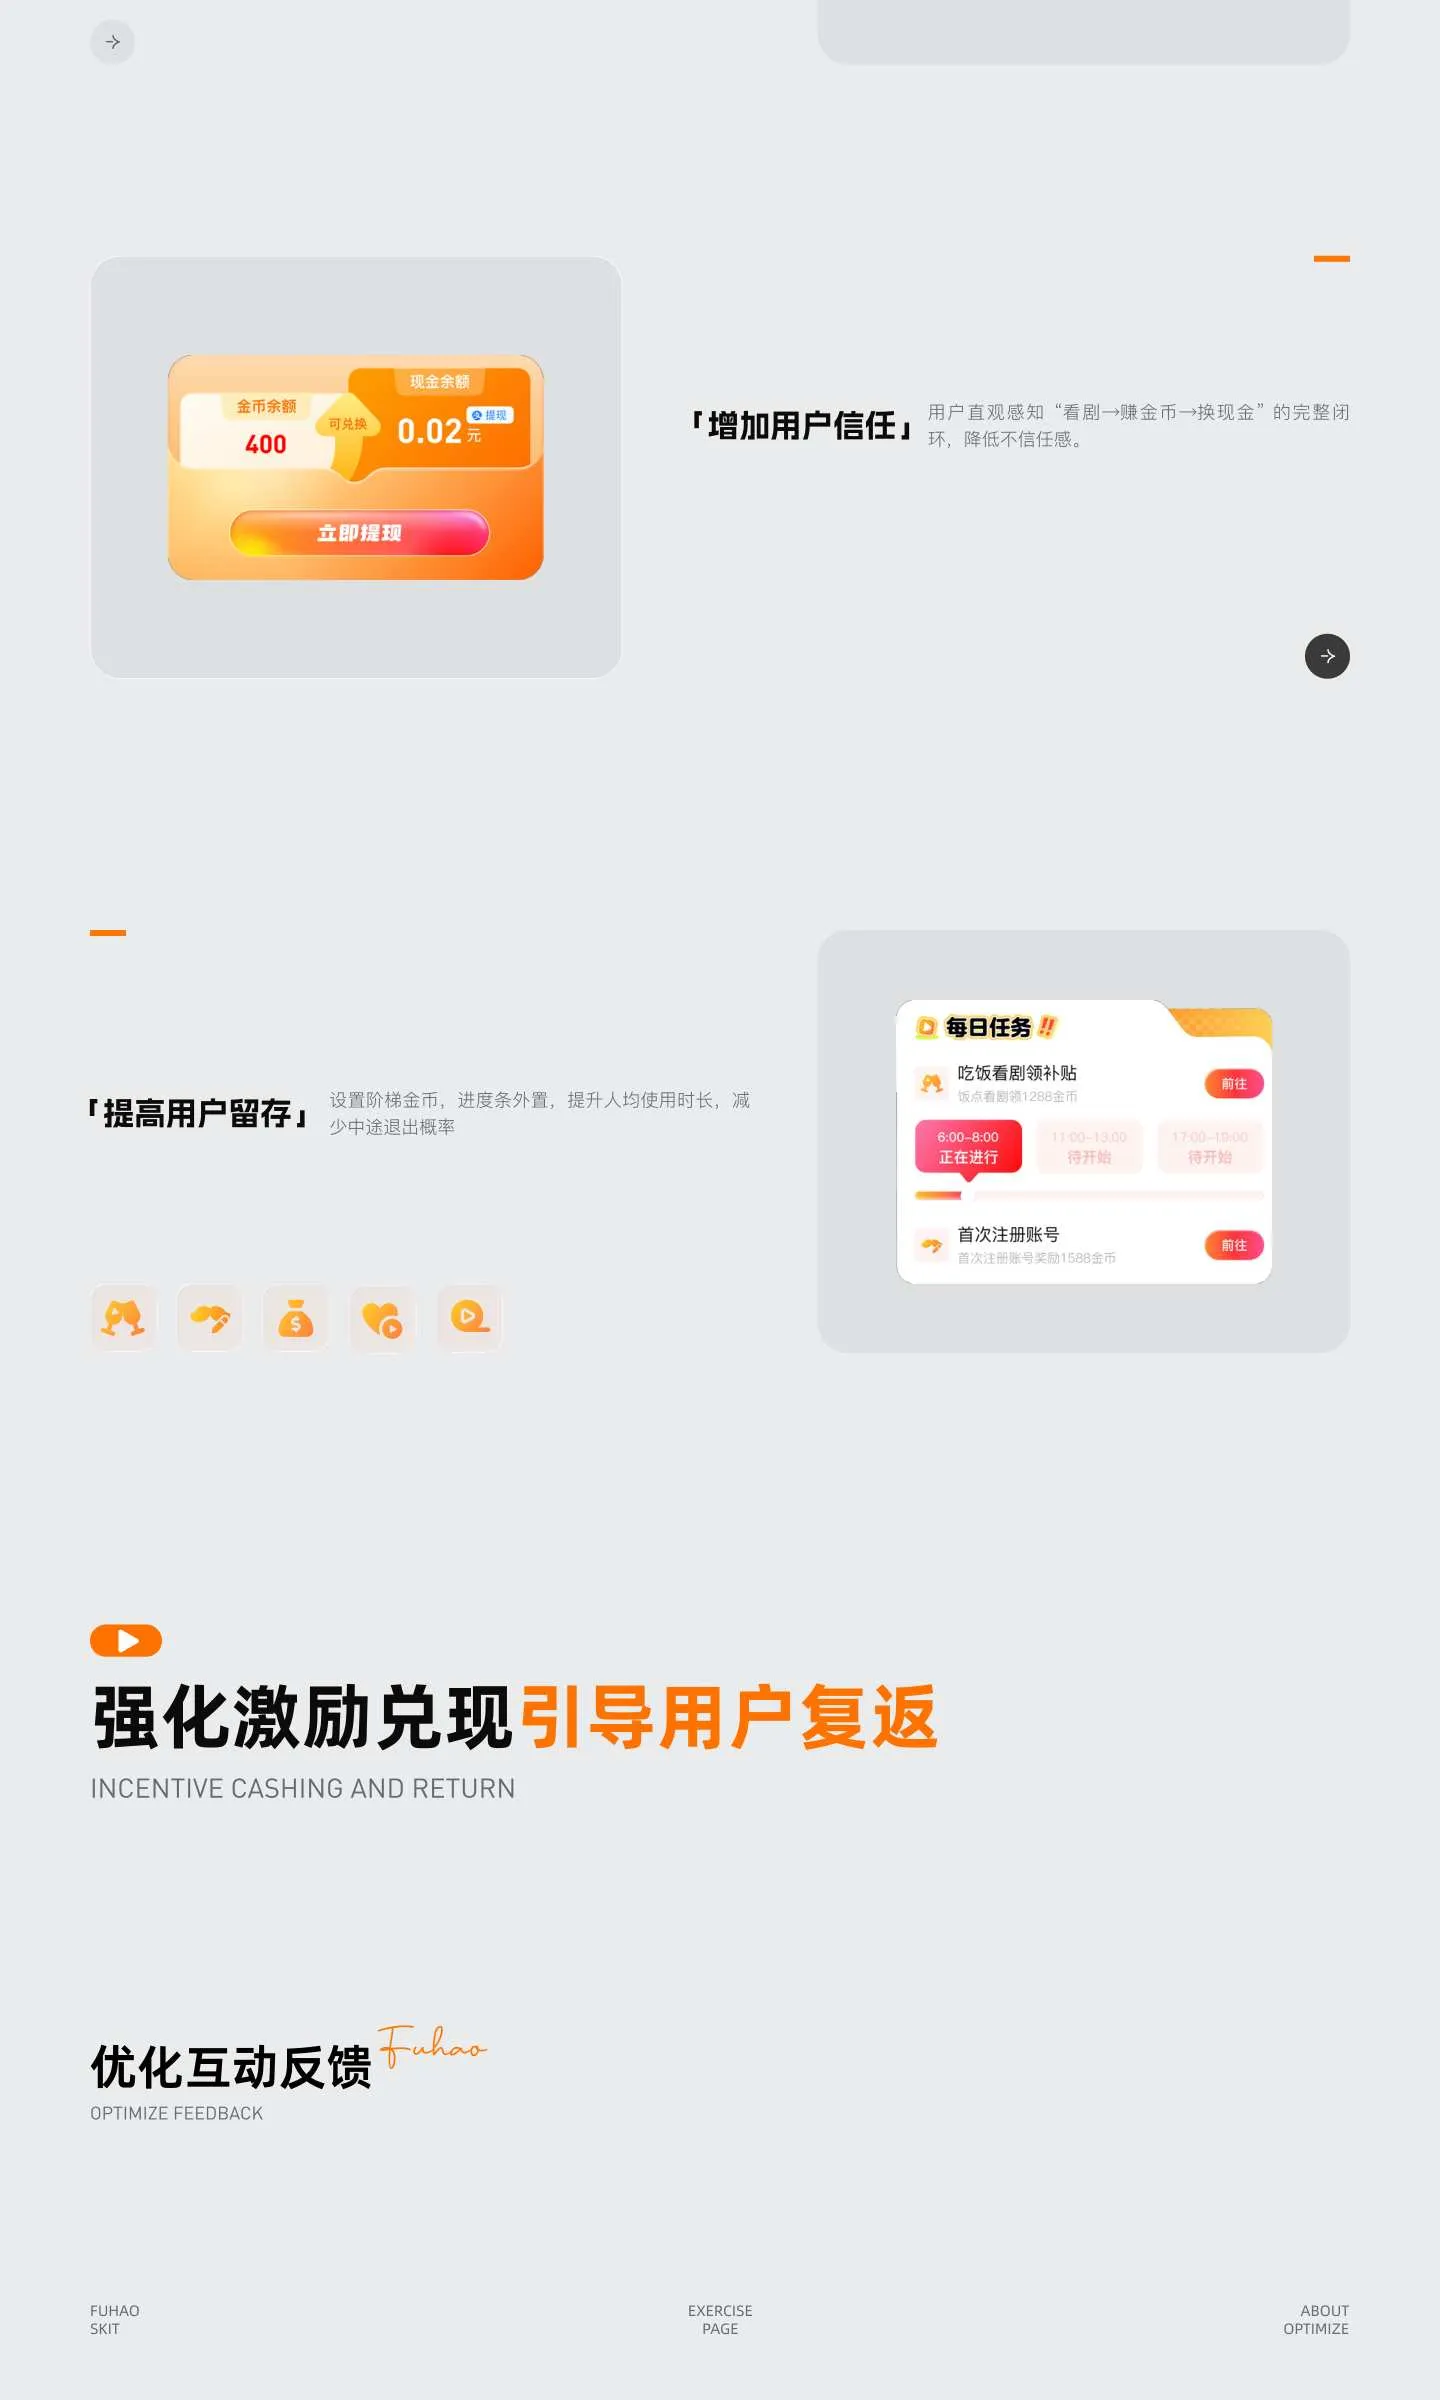 金币余额
400
可兑换
现金余额
0.02元
提现
立即提现
「增加用户信任」
用户直观感知“看剧→赚金币→换现金”的完整闭
环，降低不信任感。
「提高用户留存」
设置阶梯金币，进度条外置，提升人均使用时长，减
少中途退出概率
每日任务!!
吃饭看剧领补贴
饭点看剧领1288金币
前往
6:00-8:00
正在进行
11:00-13:00
待开始
17:00-19:00
待开始
首次注册账号
首次注册账号奖励1588金币
前往
强化激励兑现引导用户复返
INCENTIVE CASHING AND RETURN
优化互动反馈
Fuhao
OPTIMIZE FEEDBACK
FUHAO
SKIT
EXERCISE
PAGE
ABOUT
OPTIMIZE